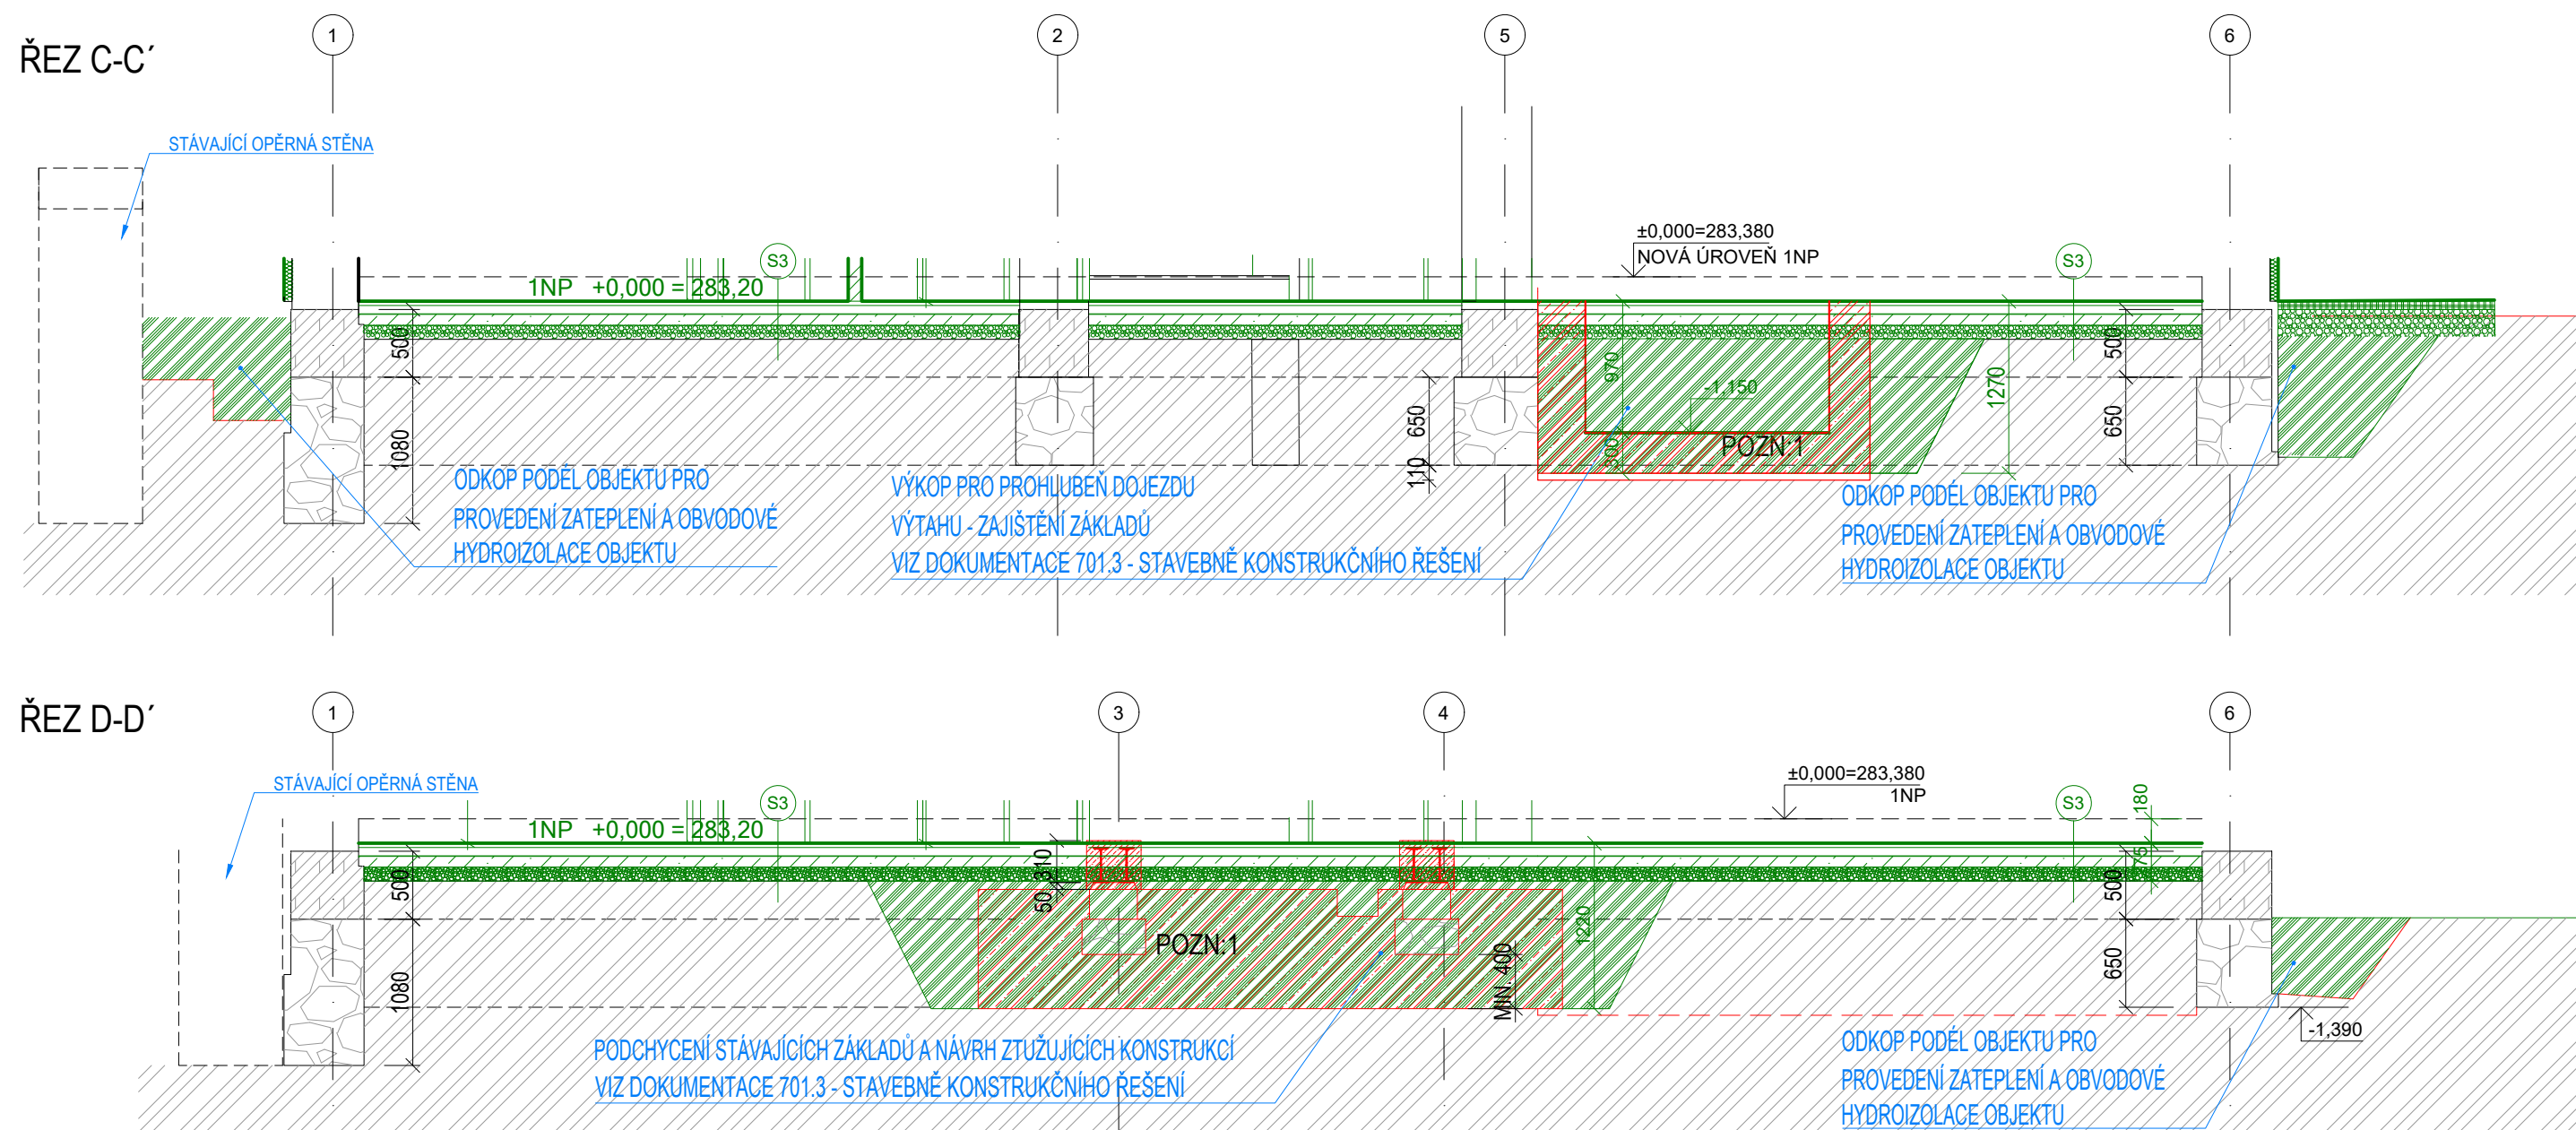 ŘEZ C-C´
1
2
5
6
STÁVAJÍCÍ OPĚRNÁ STĚNA
±0,000=283,380
NOVÁ ÚROVEŇ 1NP
S3
S3
1NP +0,000 = 283,20
500
1080
650
110
970
300
-1,150
POZN:1
1270
500
650
ODKOP PODÉL OBJEKTU PRO
PROVEDENÍ ZATEPLENÍ A OBVODOVÉ
HYDROIZOLACE OBJEKTU
VÝKOP PRO PROHLUBEŇ DOJEZDU
VÝTAHU - ZAJIŠTĚNÍ ZÁKLADŮ
VIZ DOKUMENTACE 701.3 - STAVEBNĚ KONSTRUKČNÍHO ŘEŠENÍ
ODKOP PODÉL OBJEKTU PRO
PROVEDENÍ ZATEPLENÍ A OBVODOVÉ
HYDROIZOLACE OBJEKTU
ŘEZ D-D´
1
3
4
6
STÁVAJÍCÍ OPĚRNÁ STĚNA
±0,000=283,380
1NP
S3
S3
180
1NP +0,000 = 283,20
500
1080
310
50
POZN:1
MIN. 400
1220
500
650
-1,390
PODCHYCENÍ STÁVAJÍCÍCH ZÁKLADŮ A NÁVRH ZTUŽUJÍCÍCH KONSTRUKCÍ
VIZ DOKUMENTACE 701.3 - STAVEBNĚ KONSTRUKČNÍHO ŘEŠENÍ
ODKOP PODÉL OBJEKTU PRO
PROVEDENÍ ZATEPLENÍ A OBVODOVÉ
HYDROIZOLACE OBJEKTU